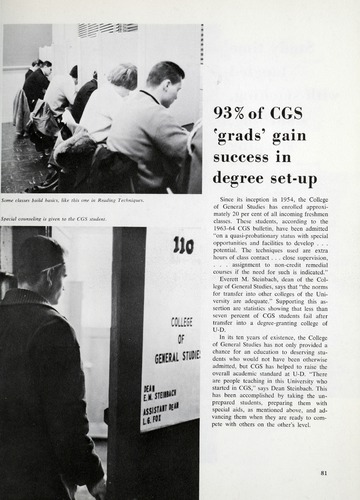 Some classes build basics, like this one in Reading Techniques.
Special counseling is given to the CGS student.
110
COLLEGE
OF
GENERAL STUDIES
DEAN
E. M. STEINBACH
ASSISTANT DEAN
L. G. FOX
93% of CGS
'grads' gain
success in
degree set-up
Since its inception in 1954, the College
of General Studies has enrolled approxi-
mately 20 per cent of all incoming freshmen
classes. These students, according to the
1963-64 CGS bulletin, have been admitted
"on a quasi-probationary status with special
opportunities and facilities to develop . . .
potential. The techniques used are extra
hours of class contact . . . close supervision,
. . . assignment to non-credit remedial
courses if the need for such is indicated."
Everett M. Steinbach, dean of the Col-
lege of General Studies, says that "the norms
for transfer into other colleges of the Uni-
versity are adequate." Supporting this as-
sertion are statistics showing that less than
seven percent of CGS students fail after
transfer into a degree-granting college of
U-D.
In its ten years of existence, the College
of General Studies has not only provided a
chance for an education to deserving stu-
dents who would not have been otherwise
admitted, but CGS has helped to raise the
overall academic standard at U-D. "There
are people teaching in this University who
started in CGS," says Dean Steinbach. This
has been accomplished by taking the un-
prepared students, preparing them with
special aids, as mentioned above, and ad-
vancing them when they are ready to com-
pete with others on the other's level.
81